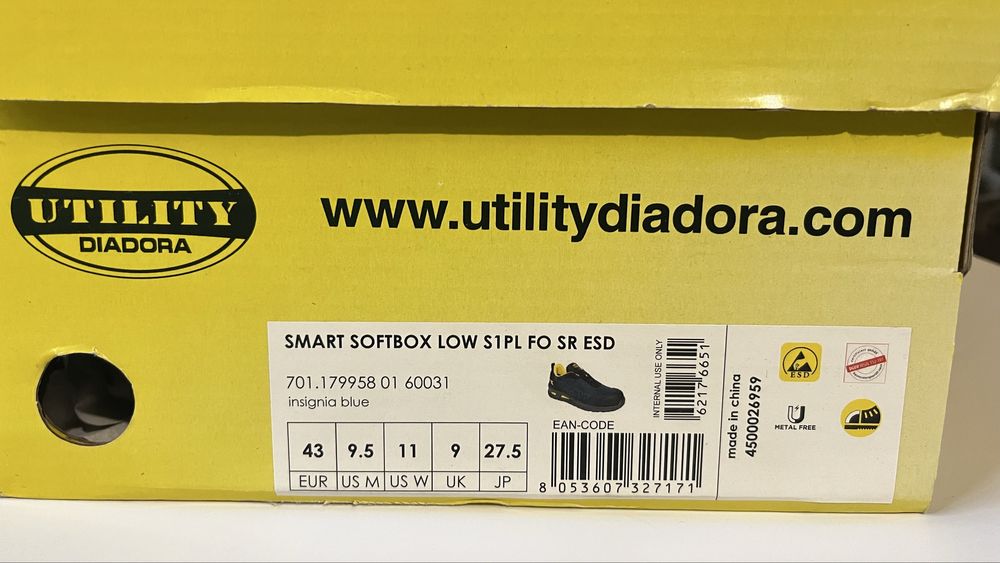 UTILITY
DIADORA
www.utilitydiadora.com
SMART SOFTBOX LOW S1PL FO SR ESD
701.179958 01 60031
insignia blue
43 9.5 11 9 27.5
EUR US M US W UK JP
EAN-CODE
8 053607 327171
INTERNAL USE ONLY
6217 6651
made in china
4500026959
ESD
METAL FREE